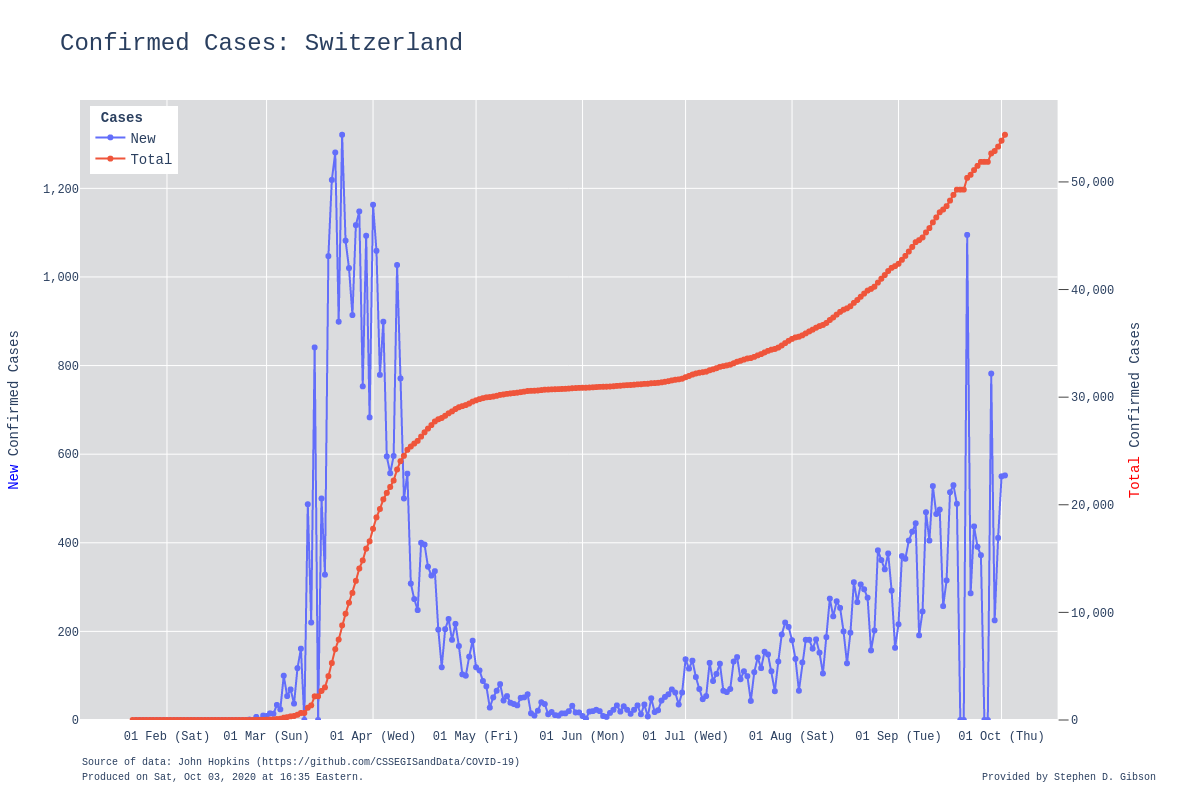 Confirmed Cases: Switzerland
Cases
New
Total
1,200
1,000
800
600
400
200
0
New Confirmed Cases
50,000
40,000
30,000
20,000
10,000
0
Total Confirmed Cases
01 Feb (Sat) 01 Mar (Sun) 01 Apr (Wed) 01 May (Fri) 01 Jun (Mon) 01 Jul (Wed) 01 Aug (Sat) 01 Sep (Tue) 01 Oct (Thu)
Source of data: John Hopkins (https://github.com/CSSEGISandData/COVID-19)
Produced on Sat, Oct 03, 2020 at 16:35 Eastern.
Provided by Stephen D. Gibson